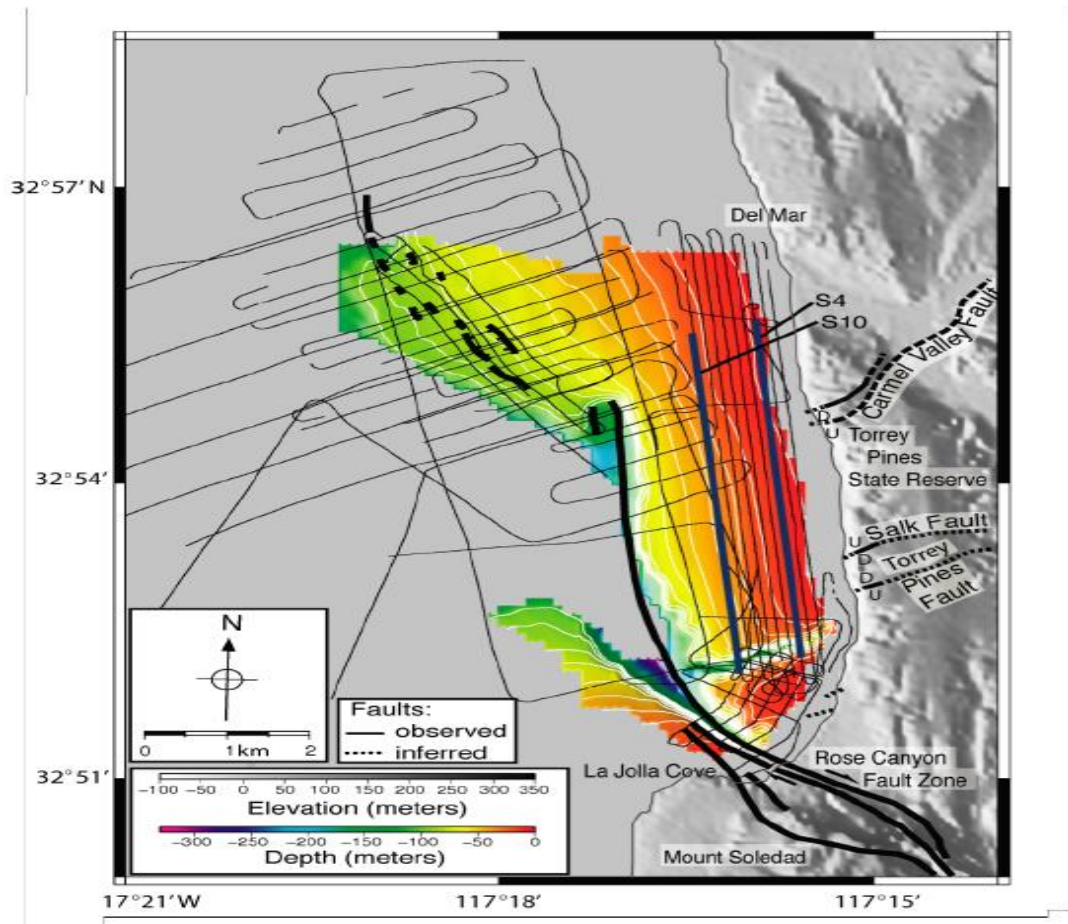 32°57'N
Del Mar
S4
S10
Carmel Valley Fault
D
U
Torrey
Pines
State Reserve
32°54'
U
Salk Fault
D
Torrey
D
Pines
U
Fault
N
0 1 km 2
Faults:
observed
inferred
32°51'
La Jolla Cove
Rose Canyon
Fault Zone
-100 -50 0 50 100 150 200 250 300 350
Elevation (meters)
-300 -250 -200 -150 -100 -50 0
Depth (meters)
Mount Soledad
117°21'W 117°18' 117°15'